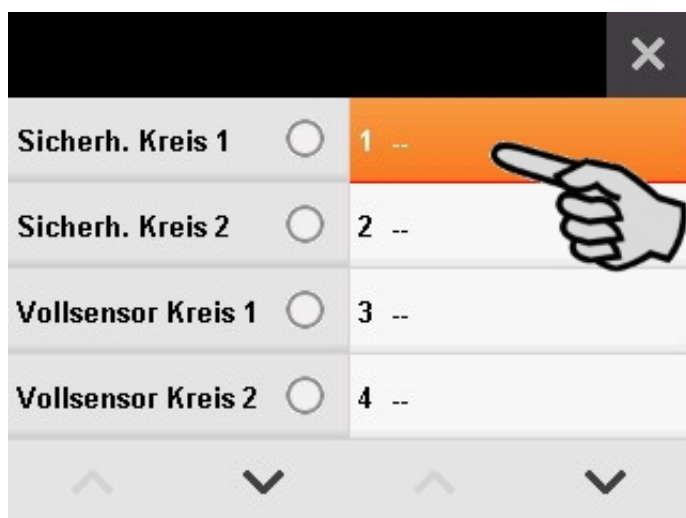 Sicherh. Kreis 1 1 --
Sicherh. Kreis 2 2 --
Vollsensor Kreis 1 3 --
Vollsensor Kreis 2 4 --